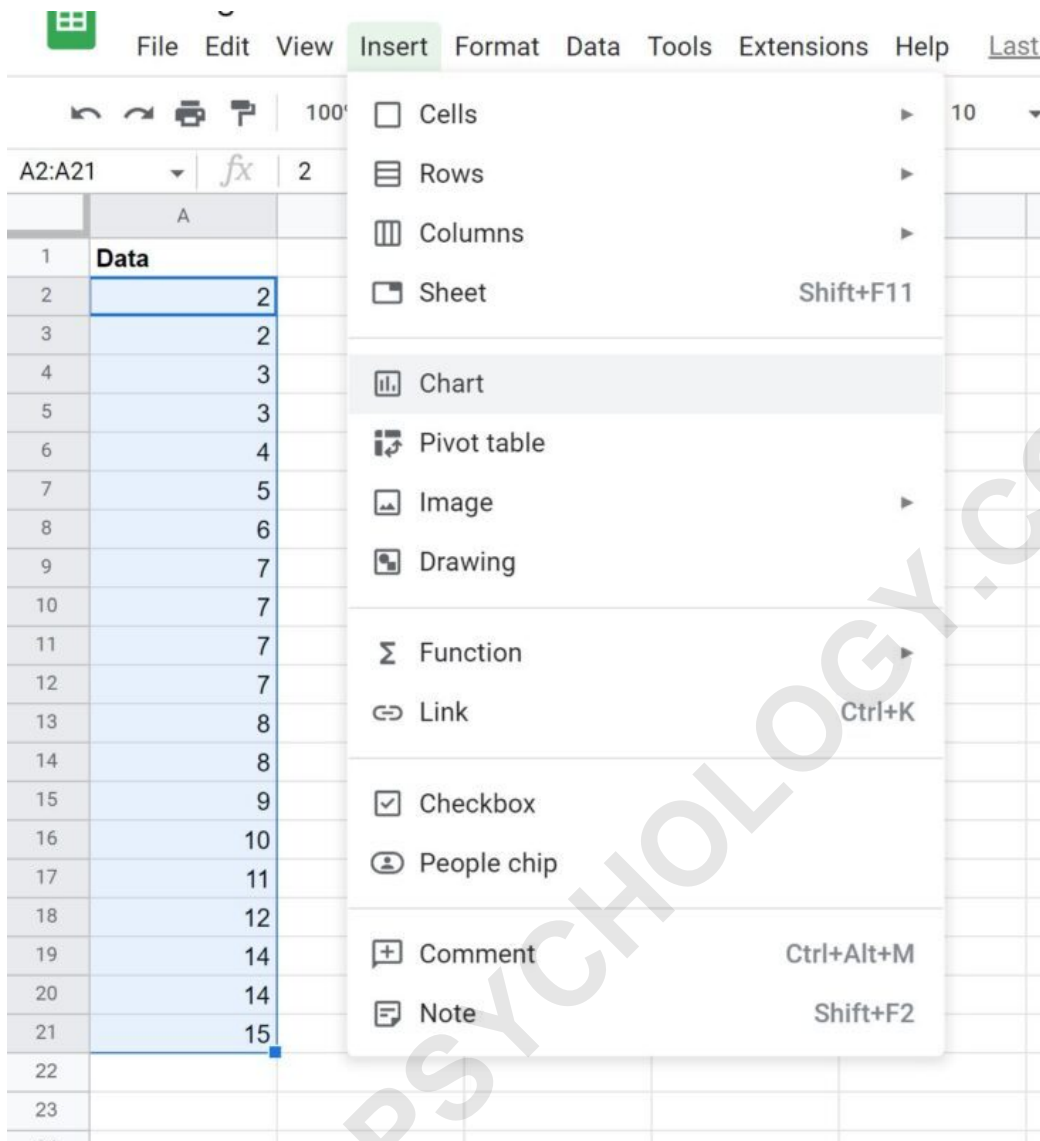 File Edit View Insert Format Data Tools Extensions Help Last
100% 10
A2:A21 fx 2
A
1 Data
2 2
3 2
4 3
5 3
6 4
7 5
8 6
9 7
10 7
11 7
12 7
13 8
14 8
15 9
16 10
17 11
18 12
19 14
20 14
21 15
22
23
Cells
Rows
Columns
Sheet Shift+F11
Chart
Pivot table
Image
Drawing
Σ Function
Link Ctrl+K
Checkbox
People chip
Comment Ctrl+Alt+M
Note Shift+F2
PSYCHOLOGY.CO